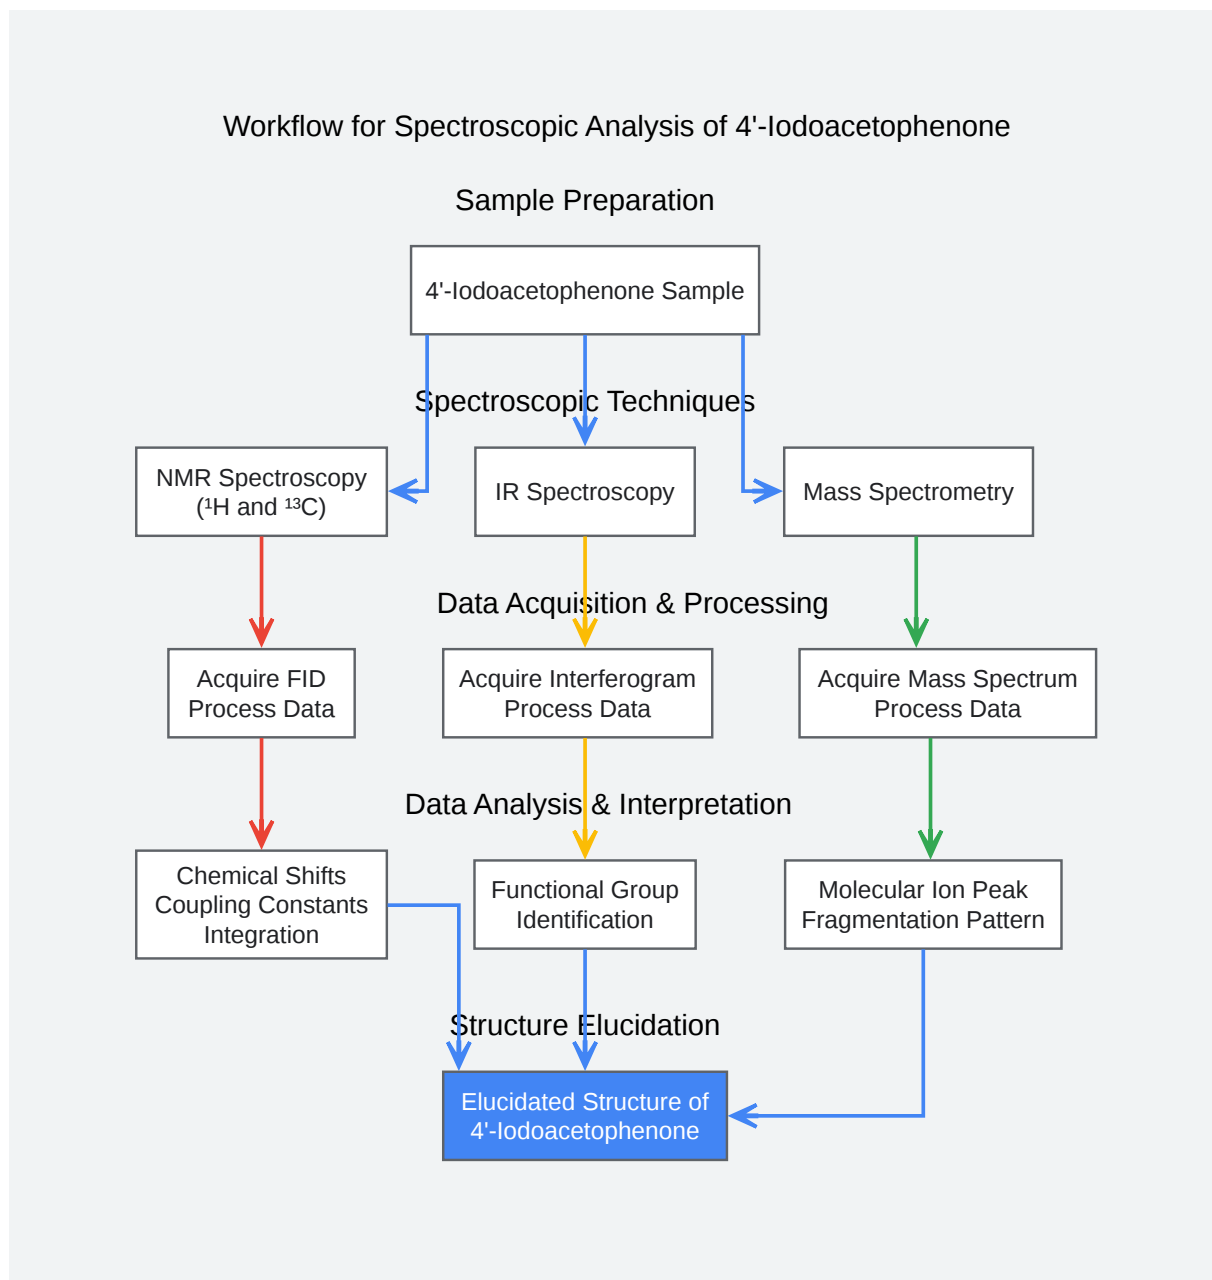 Workflow for Spectroscopic Analysis of 4'-Iodoacetophenone
Sample Preparation
4'-Iodoacetophenone Sample
Spectroscopic Techniques
NMR Spectroscopy
(¹H and ¹³C)
IR Spectroscopy
Mass Spectrometry
Data Acquisition & Processing
Acquire FID
Process Data
Acquire Interferogram
Process Data
Acquire Mass Spectrum
Process Data
Data Analysis & Interpretation
Chemical Shifts
Coupling Constants
Integration
Functional Group
Identification
Molecular Ion Peak
Fragmentation Pattern
Structure Elucidation
Elucidated Structure of
4'-Iodoacetophenone